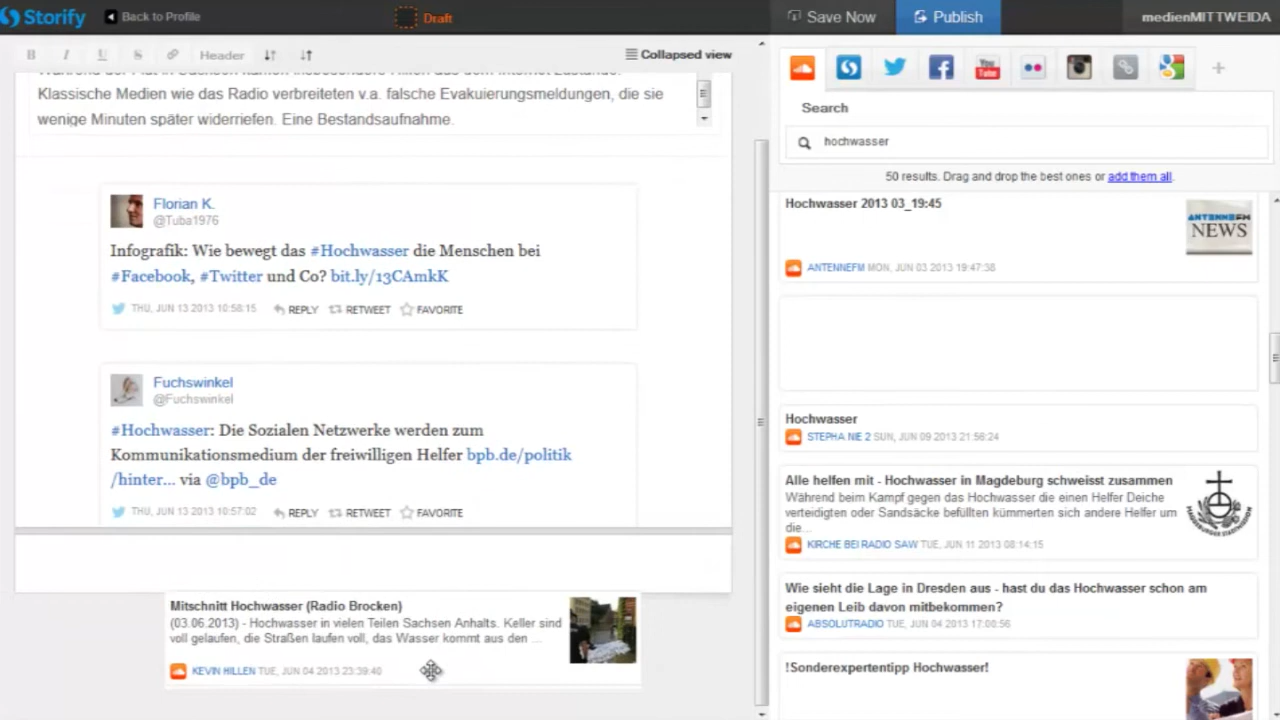 Storify
Back to Profile
Draft
Save Now
Publish
medienMITTWEIDA
B I U S Header
Collapsed view
Klassische Medien wie das Radio verbreiteten v.a. falsche Evakuierungsmeldungen, die sie
wenige Minuten später widerriefen. Eine Bestandsaufnahme.
Florian K.
@Tuba1976
Infografik: Wie bewegt das #Hochwasser die Menschen bei
#Facebook, #Twitter und Co? bit.ly/13CAmkK
THU, JUN 13 2013 10:58:15 REPLY RETWEET FAVORITE
Fuchswinkel
@Fuchswinkel
#Hochwasser: Die Sozialen Netzwerke werden zum
Kommunikationsmedium der freiwilligen Helfer bpb.de/politik
/hinter... via @bpb_de
THU, JUN 13 2013 10:57:02 REPLY RETWEET FAVORITE
Mitschnitt Hochwasser (Radio Brocken)
(03.06.2013) - Hochwasser in vielen Teilen Sachsen Anhalts. Keller sind
voll gelaufen, die Straßen laufen voll, das Wasser kommt aus den ...
KEVIN HILLEN TUE, JUN 04 2013 23:39:40
You Tube
Search
hochwasser
50 results. Drag and drop the best ones or add them all.
Hochwasser 2013 03_19:45
ANTENNEFM NEWS
ANTENNEFM MON, JUN 03 2013 19:47:38
Hochwasser
STEPHA NIE 2 SUN, JUN 09 2013 21:56:24
Alle helfen mit - Hochwasser in Magdeburg schweisst zusammen
Während beim Kampf gegen das Hochwasser die einen Helfer Deiche
verteidigten oder Sandsäcke befüllten kümmerten sich andere Helfer um
die...
KIRCHE BEI RADIO SAW TUE, JUN 11 2013 08:14:15
Wie sieht die Lage in Dresden aus - hast du das Hochwasser schon am
eigenen Leib davon mitbekommen?
ABSOLUTRADIO TUE, JUN 04 2013 17:00:56
!Sonderexpertentipp Hochwasser!